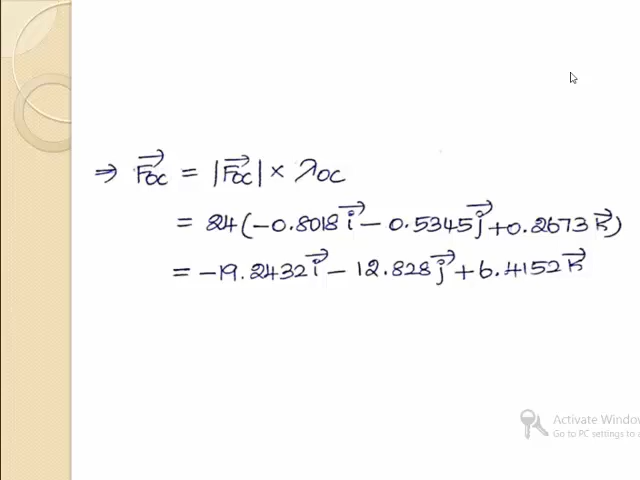 ⇒ F⃗oc = |F⃗oc| × λoc
= 24(-0.8018 i⃗ - 0.5345 j⃗ + 0.2673 k⃗)
= -19.2432 i⃗ - 12.828 j⃗ + 6.4152 k⃗
Activate Window
Go to PC settings to a